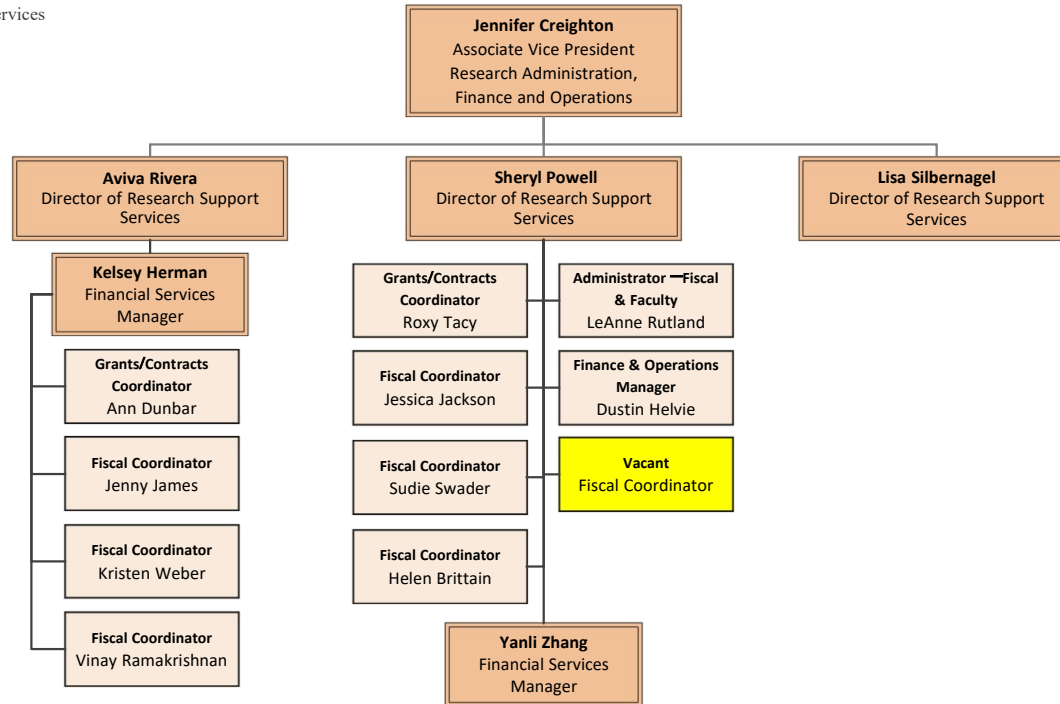 ervices
Jennifer Creighton
Associate Vice President
Research Administration,
Finance and Operations
Aviva Rivera
Director of Research Support
Services
Sheryl Powell
Director of Research Support
Services
Lisa Silbernagel
Director of Research Support
Services
Kelsey Herman
Financial Services
Manager
Grants/Contracts
Coordinator
Ann Dunbar
Fiscal Coordinator
Jenny James
Fiscal Coordinator
Kristen Weber
Fiscal Coordinator
Vinay Ramakrishnan
Grants/Contracts
Coordinator
Roxy Tacy
Administrator —Fiscal
& Faculty
LeAnne Rutland
Fiscal Coordinator
Jessica Jackson
Finance & Operations
Manager
Dustin Helvie
Fiscal Coordinator
Sudie Swader
Vacant
Fiscal Coordinator
Fiscal Coordinator
Helen Brittain
Yanli Zhang
Financial Services
Manager